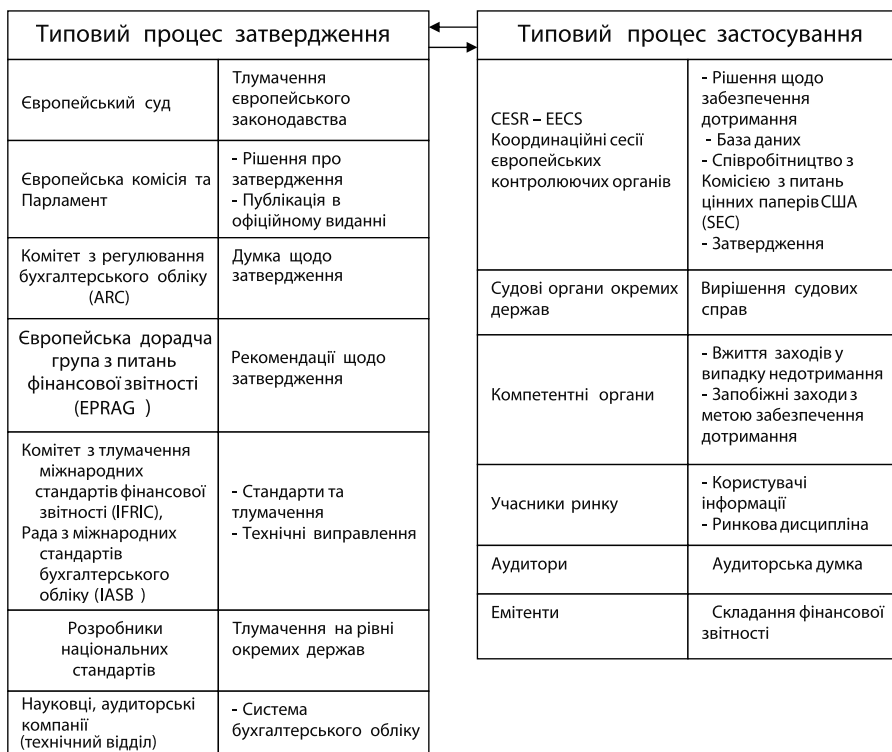 Типовий процес затвердження
Європейський суд
Тлумачення
європейського
законодавства
Європейська комісія та
Парламент
- Рішення про
затвердження
- Публікація в
офіційному виданні
Комітет з регулювання
бухгалтерського обліку
(ARC)
Думка щодо
затвердження
Європейська дорадча
група з питань
фінансової звітності
(EPRAG )
Рекомендації щодо
затвердження
Комітет з тлумачення
міжнародних
стандартів фінансової
звітності (IFRIC),
Рада з міжнародних
стандартів
бухгалтерського
обліку (IASB )
- Стандарти та
тлумачення
- Технічні виправлення
Розробники
національних
стандартів
Тлумачення на рівні
окремих держав
Науковці, аудиторські
компанії
(технічний відділ)
- Система
бухгалтерського обліку
Типовий процес застосування
CESR – EECS
Координаційні сесії
європейських
контролюючих органів
- Рішення щодо
забезпечення
дотримання
- База даних
- Співробітництво з
Комісією з питань
цінних паперів США
(SEC)
- Затвердження
Судові органи окремих
держав
Вирішення судових
справ
Компетентні органи
- Вжиття заходів у
випадку недотримання
- Запобіжні заходи з
метою забезпечення
дотримання
Учасники ринку
- Користувачі
інформації
- Ринкова дисципліна
Аудитори
Аудиторська думка
Емітенти
Складання фінансової
звітності